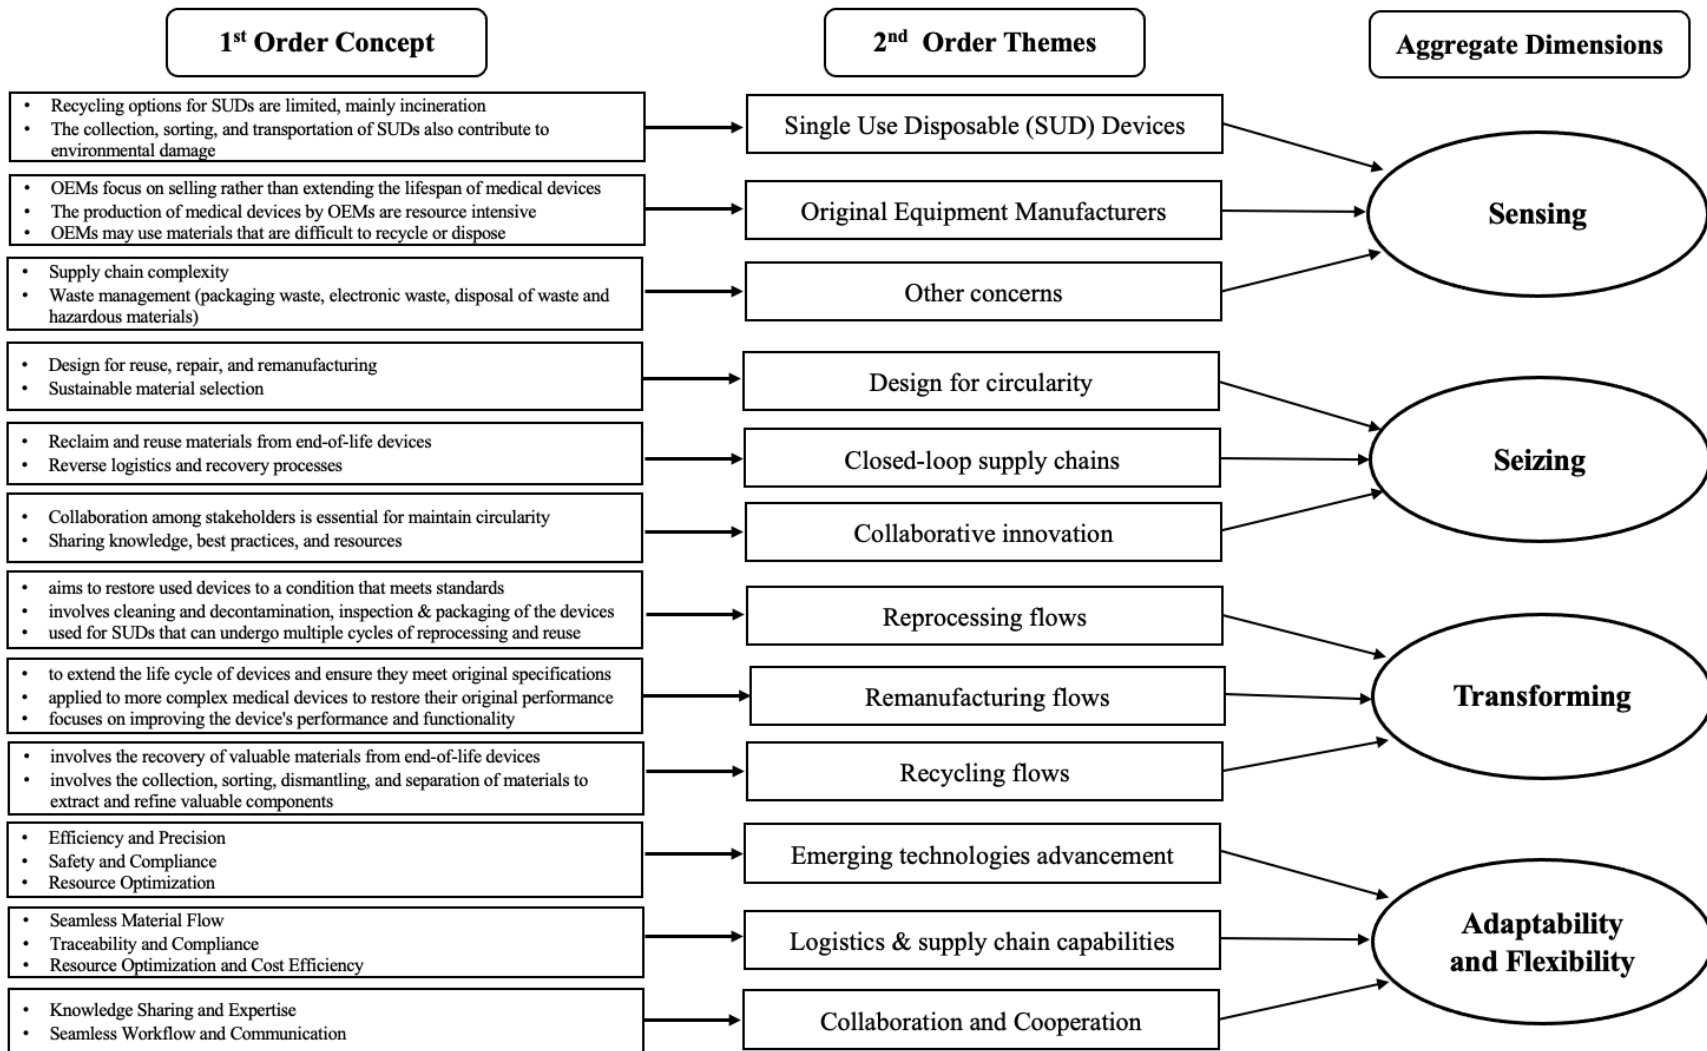 1st Order Concept
2nd Order Themes
Aggregate Dimensions
• Recycling options for SUDs are limited, mainly incineration
• The collection, sorting, and transportation of SUDs also contribute to
environmental damage
Single Use Disposable (SUD) Devices
• OEMs focus on selling rather than extending the lifespan of medical devices
• The production of medical devices by OEMs are resource intensive
• OEMs may use materials that are difficult to recycle or dispose
Original Equipment Manufacturers
Sensing
• Supply chain complexity
• Waste management (packaging waste, electronic waste, disposal of waste and
hazardous materials)
Other concerns
• Design for reuse, repair, and remanufacturing
• Sustainable material selection
Design for circularity
• Reclaim and reuse materials from end-of-life devices
• Reverse logistics and recovery processes
Closed-loop supply chains
Seizing
• Collaboration among stakeholders is essential for maintain circularity
• Sharing knowledge, best practices, and resources
Collaborative innovation
• aims to restore used devices to a condition that meets standards
• involves cleaning and decontamination, inspection & packaging of the devices
• used for SUDs that can undergo multiple cycles of reprocessing and reuse
Reprocessing flows
• to extend the life cycle of devices and ensure they meet original specifications
• applied to more complex medical devices to restore their original performance
• focuses on improving the device's performance and functionality
Remanufacturing flows
Transforming
• involves the recovery of valuable materials from end-of-life devices
• involves the collection, sorting, dismantling, and separation of materials to
extract and refine valuable components
Recycling flows
• Efficiency and Precision
• Safety and Compliance
• Resource Optimization
Emerging technologies advancement
• Seamless Material Flow
• Traceability and Compliance
• Resource Optimization and Cost Efficiency
Logistics & supply chain capabilities
Adaptability
and Flexibility
• Knowledge Sharing and Expertise
• Seamless Workflow and Communication
Collaboration and Cooperation